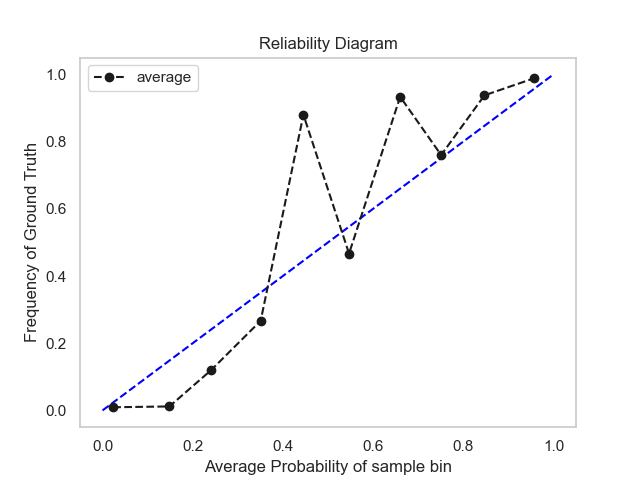 Reliability Diagram
average
Frequency of Ground Truth
1.0
0.8
0.6
0.4
0.2
0.0
0.0 0.2 0.4 0.6 0.8 1.0
Average Probability of sample bin